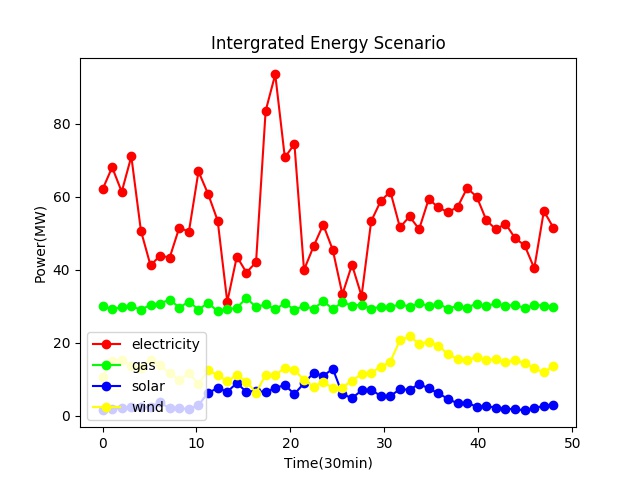 Intergrated Energy Scenario
Power(MW)
80
60
40
20
0
electricity
gas
solar
wind
0 10 20 30 40 50
Time(30min)